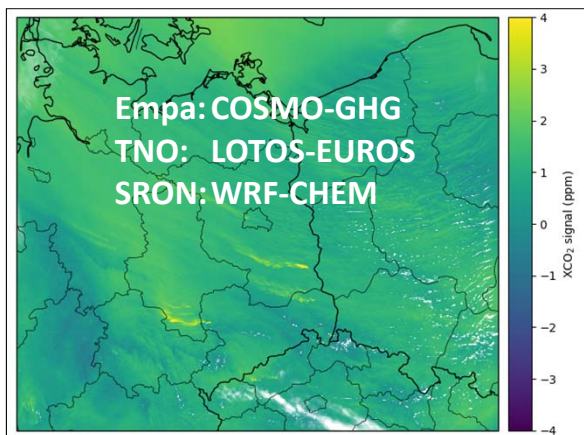 Empa: COSMO-GHG
TNO: LOTOS-EUROS
SRON: WRF-CHEM
4
3
2
1
0
−1
−2
−3
−4
XCO₂ signal (ppm)